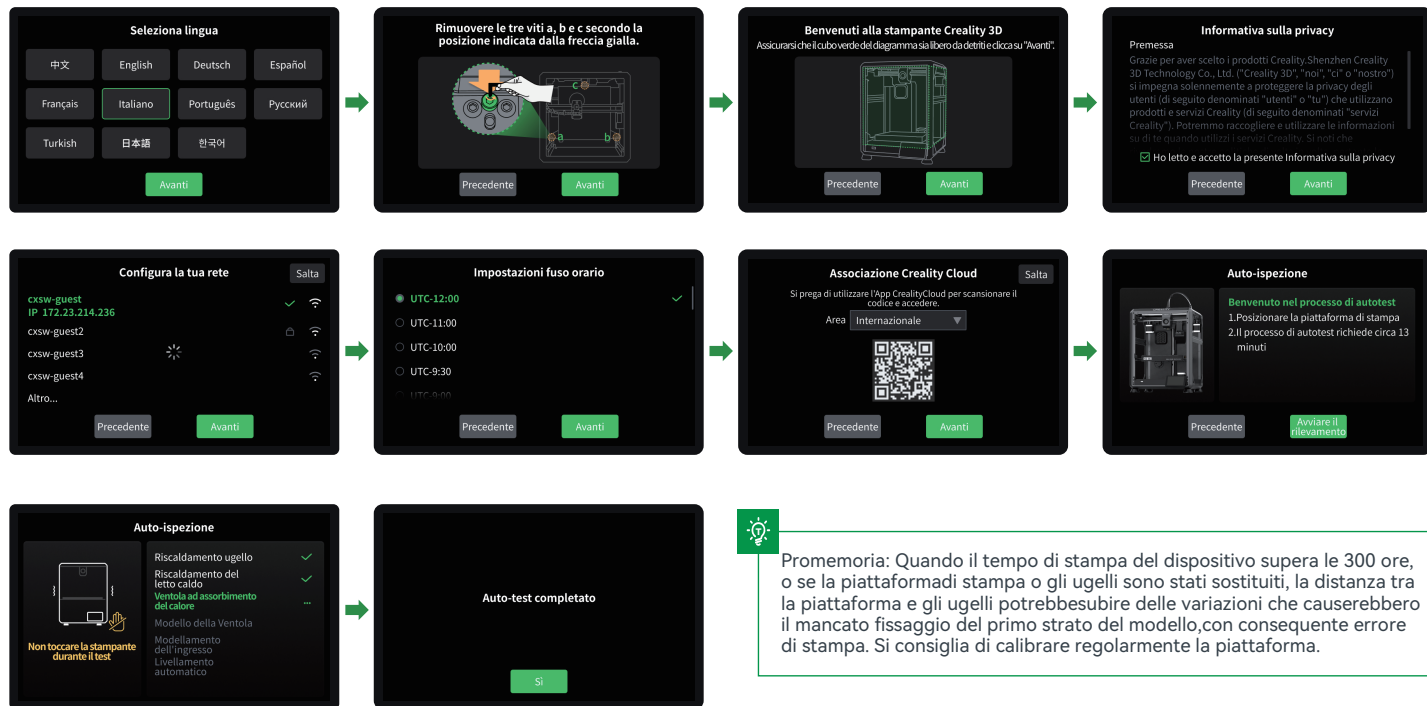 Seleziona lingua
中文 English Deutsch Español
Français Italiano Português Русский
Turkish 日本語 한국어
Avanti
Rimuovere le tre viti a, b e c secondo la
posizione indicata dalla freccia gialla.
c
a b
Precedente Avanti
Benvenuti alla stampante Creality 3D
Assicurarsi che il cubo verde del diagramma sia libero da detriti e clicca su "Avanti".
Precedente Avanti
Informativa sulla privacy
Premessa
Grazie per aver scelto i prodotti Creality.Shenzhen Creality
3D Technology Co., Ltd. ("Creality 3D", "noi", "ci" o "nostro")
si impegna solennemente a proteggere la privacy degli
utenti (di seguito denominati "utenti" o "tu") che utilizzano
prodotti e servizi Creality (di seguito denominati "servizi
Creality"). Potremmo raccogliere e utilizzare le informazioni
su di te quando utilizzi i servizi Creality. Si noti che
Ho letto e accetto la presente Informativa sulla privacy
Precedente Avanti
Configura la tua rete Salta
cxsw-guest
IP 172.23.214.236
cxsw-guest2
cxsw-guest3
cxsw-guest4
Altro...
Precedente Avanti
Impostazioni fuso orario
UTC-12:00
UTC-11:00
UTC-10:00
UTC-9:30
UTC-9:00
Precedente Avanti
Associazione Creality Cloud Salta
Si prega di utilizzare l'App CrealityCloud per scansionare il
codice e accedere.
Area Internazionale
Precedente Avanti
Auto-ispezione
Benvenuto nel processo di autotest
1.Posizionare la piattaforma di stampa
2.Il processo di autotest richiede circa 13
minuti
Precedente Avviare il
rilevamento
Auto-ispezione
Non toccare la stampante
durante il test
Riscaldamento ugello
Riscaldamento del
letto caldo
Ventola ad assorbimento
del calore ...
Modello della Ventola
Modellamento
dell'ingresso
Livellamento
automatico
Auto-test completato
Sì
Promemoria: Quando il tempo di stampa del dispositivo supera le 300 ore,
o se la piattaformadi stampa o gli ugelli sono stati sostituiti, la distanza tra
la piattaforma e gli ugelli potrebbesubire delle variazioni che causerebbero
il mancato fissaggio del primo strato del modello,con consequente errore
di stampa. Si consiglia di calibrare regolarmente la piattaforma.